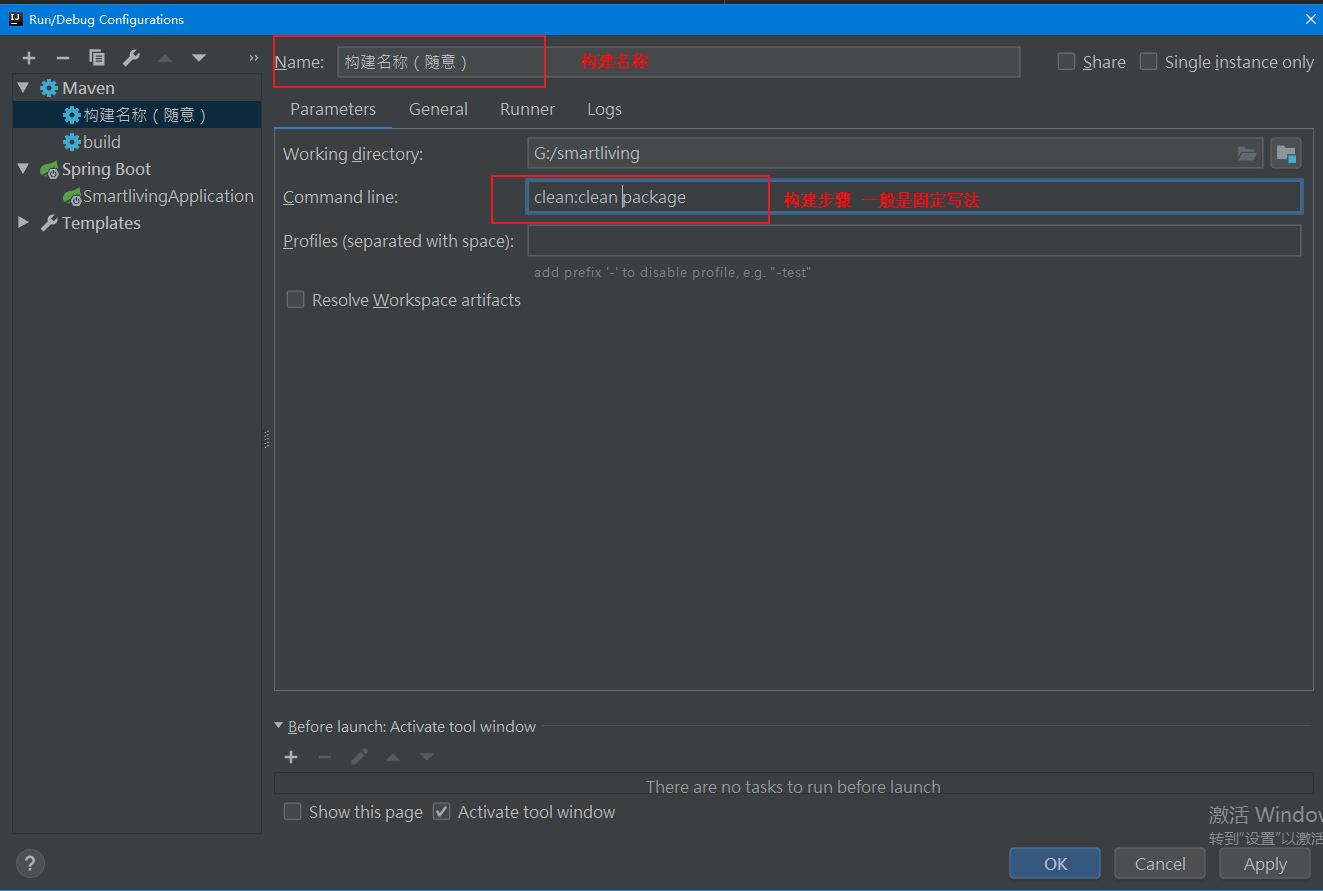 Run/Debug Configurations
Name: 构建名称（随意） 构建名称 Share Single instance only
Maven
构建名称（随意）
build
Spring Boot
SmartlivingApplication
Templates
Parameters General Runner Logs
Working directory: G:/smartliving
Command line: clean:clean package 构建步骤 一般是固定写法
Profiles (separated with space):
add prefix '-' to disable profile, e.g. "-test"
Resolve Workspace artifacts
Before launch: Activate tool window
There are no tasks to run before launch
Show this page Activate tool window
激活 Window
转到"设置"以激活
? OK Cancel Apply